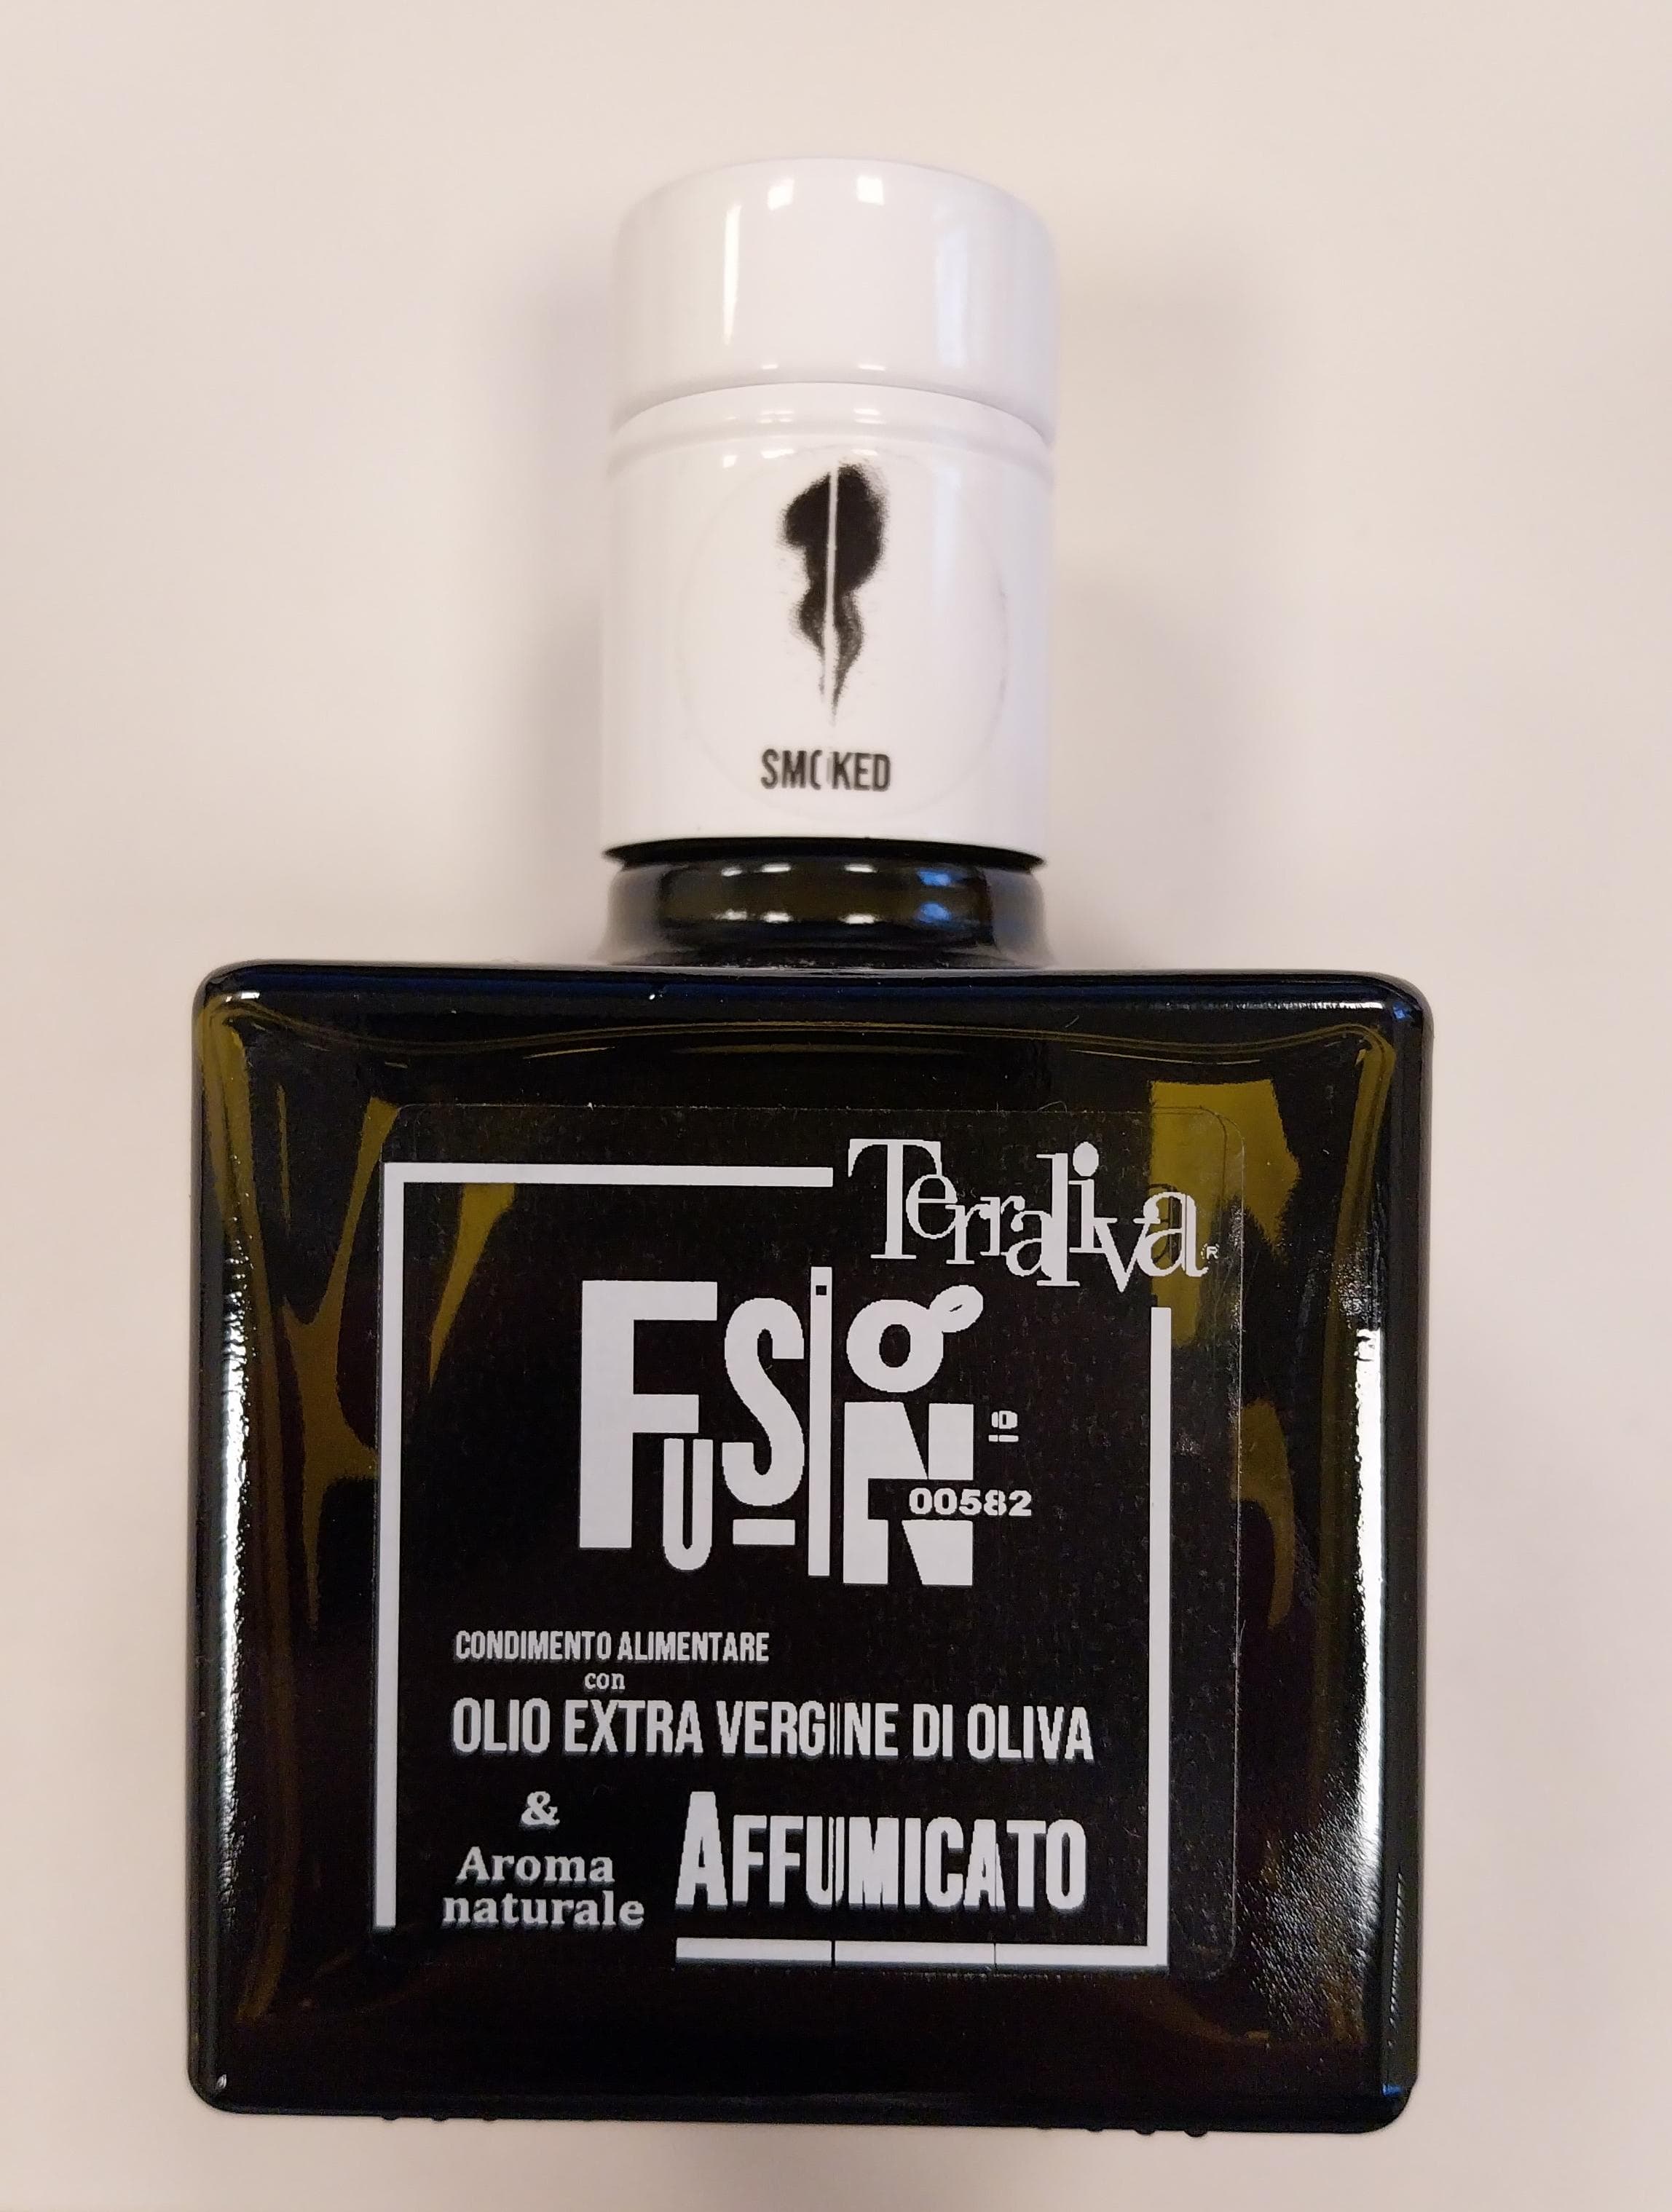 SMOKED
Terraliva®
FUSION º
00582
CONDIMENTO ALIMENTARE
con
OLIO EXTRA VERGINE DI OLIVA
&
Aroma
naturale
AFFUMICATO